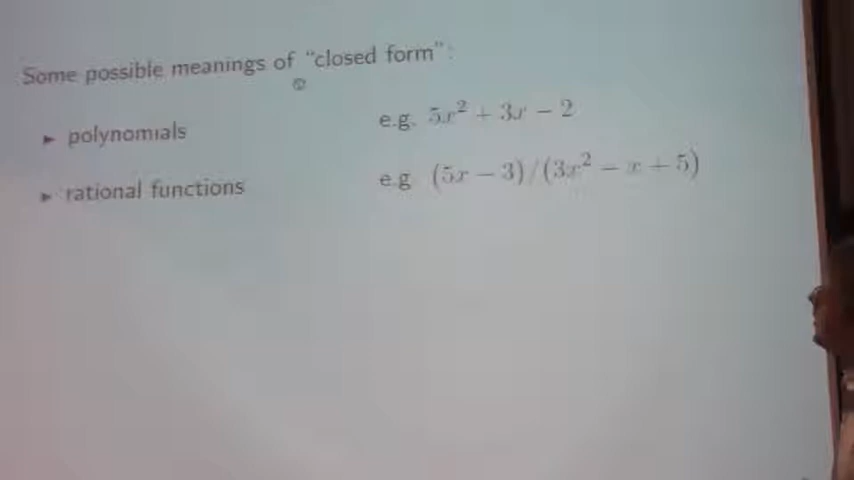 Some possible meanings of "closed form":
► polynomials e.g. 5x² + 3x − 2
► rational functions e.g (5x − 3)/(3x² − x + 5)